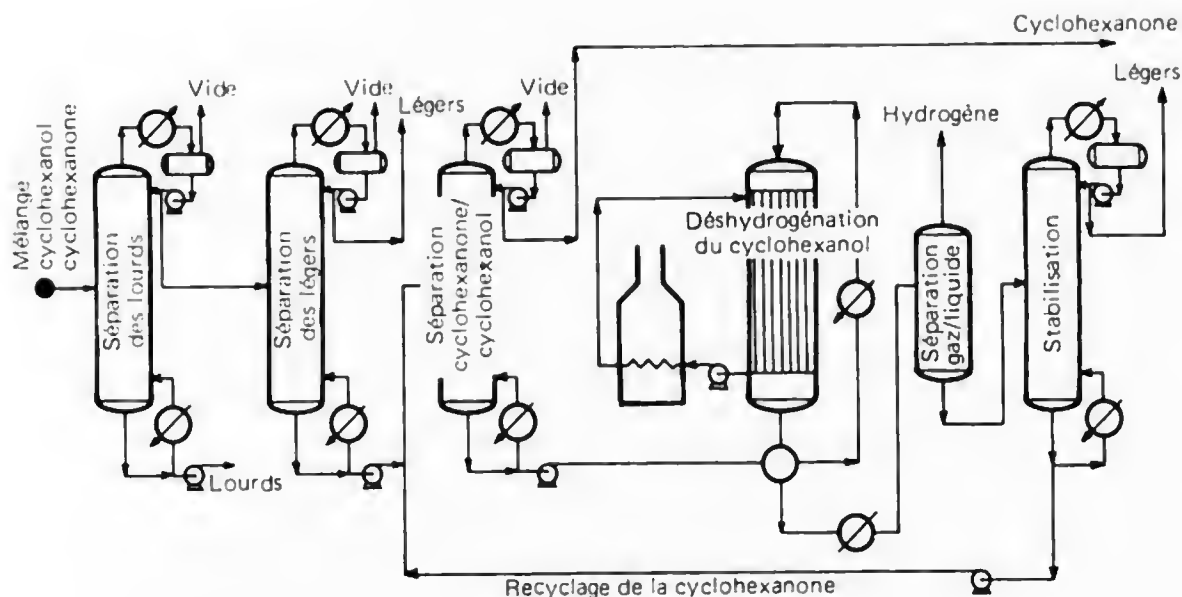 Cyclohexanone
Vide
Vide
Légers
Vide
Légers
Hydrogène
Mélange
cyclohexanol
cyclohexanone
Séparation
des lourds
Séparation
des légers
Séparation
cyclohexanone/
cyclohexanol
Déshydrogénation
du cyclohexanol
Séparation
gaz/liquide
Stabilisation
Lourds
Recyclage de la cyclohexanone